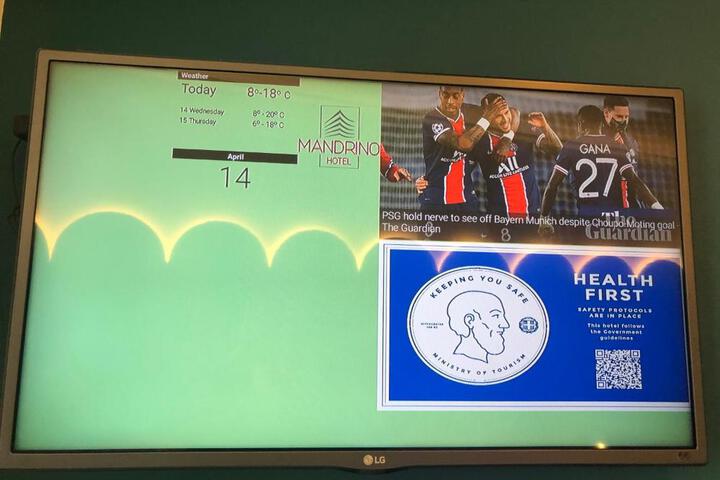 Weather
Today 8°-18° C
14 Wednesday 8° - 20° C
15 Thursday 6° - 18° C
April
14
MANDRINO
HOTEL
GANA
27
PSG hold nerve to see off Bayern Munich despite Choupo-Moting goal
The Guardian
The
Guardian
8
KEEPING YOU SAFE
MINISTRY OF TOURISM
HEALTH
FIRST
SAFETY PROTOCOLS
ARE IN PLACE
This hotel follows
the Government
guidelines
LG